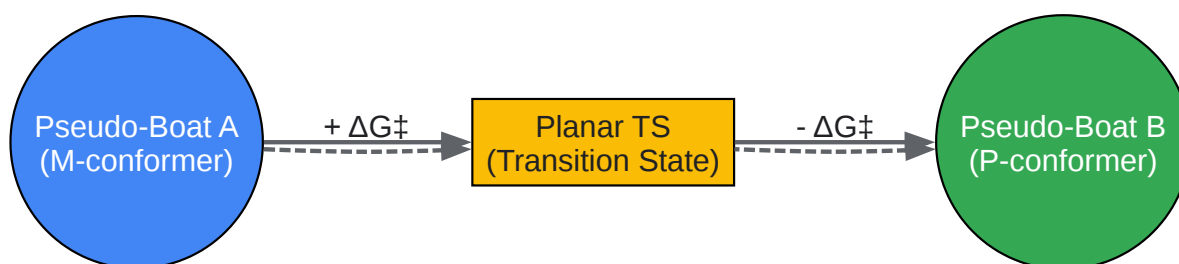 Pseudo-Boat A
(M-conformer)
+ ΔG‡
Planar TS
(Transition State)
- ΔG‡
Pseudo-Boat B
(P-conformer)